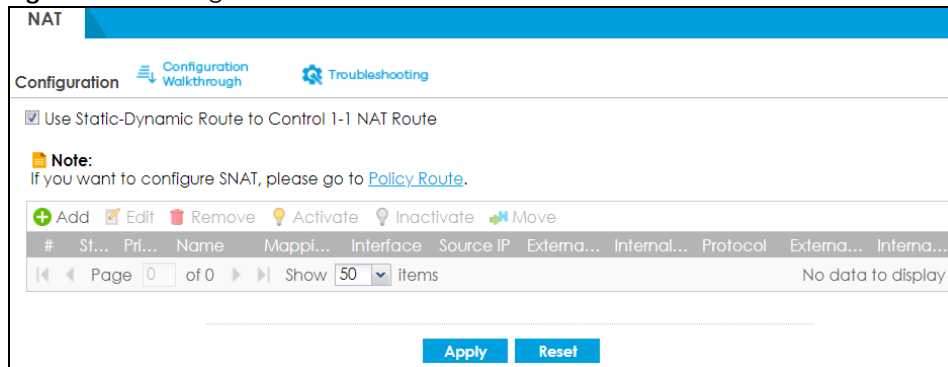 NAT
Configuration Configuration Walkthrough Troubleshooting
Use Static-Dynamic Route to Control 1-1 NAT Route
Note:
If you want to configure SNAT, please go to Policy Route.
Add Edit Remove Activate Inactivate Move
# St... Pri... Name Mappi... Interface Source IP Externa... Internal... Protocol Externa... Interna...
Page 0 of 0 Show 50 items No data to display
Apply Reset